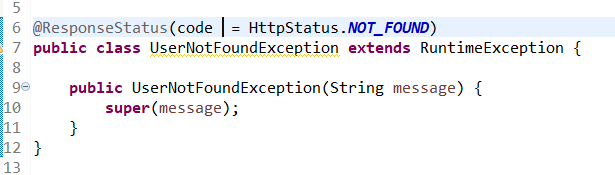 5
6 @ResponseStatus(code = HttpStatus.NOT_FOUND)
7 public class UserNotFoundException extends RuntimeException {
8
9 public UserNotFoundException(String message) {
10 super(message);
11 }
12 }
13